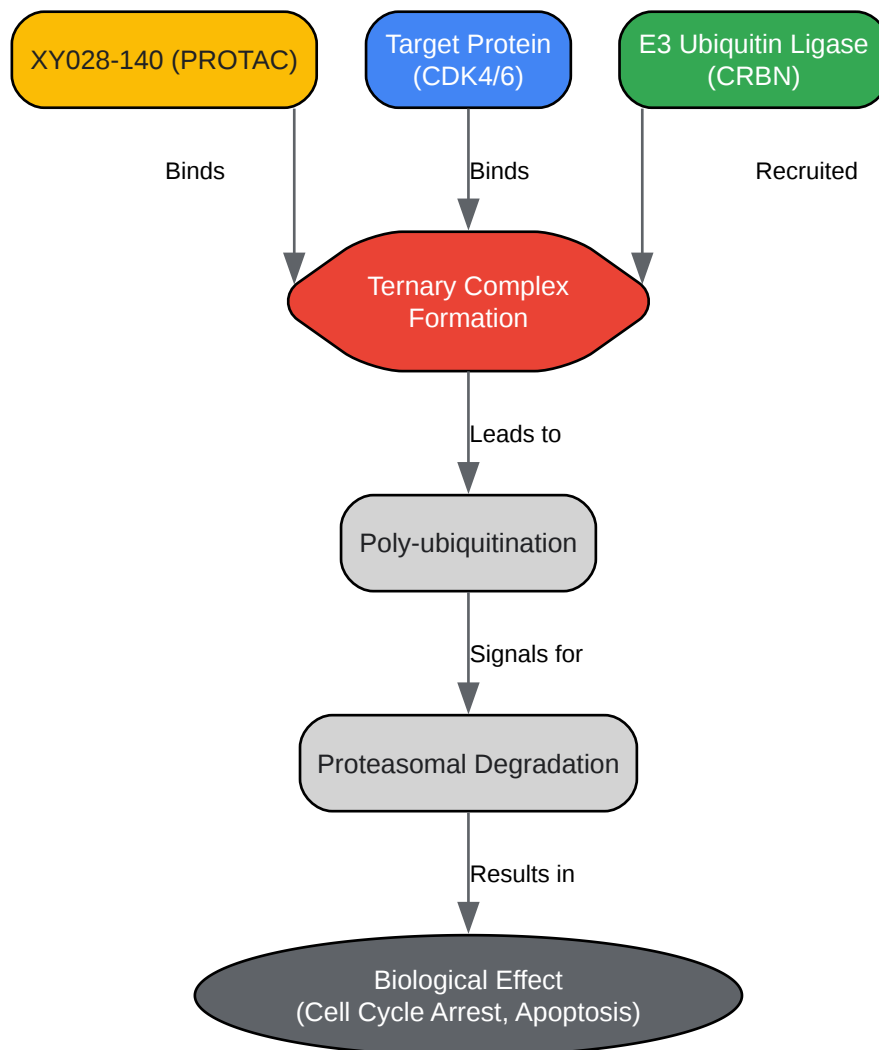 XY028-140 (PROTAC)
Target Protein
(CDK4/6)
E3 Ubiquitin Ligase
(CRBN)
Binds
Binds
Recruited
Ternary Complex
Formation
Leads to
Poly-ubiquitination
Signals for
Proteasomal Degradation
Results in
Biological Effect
(Cell Cycle Arrest, Apoptosis)